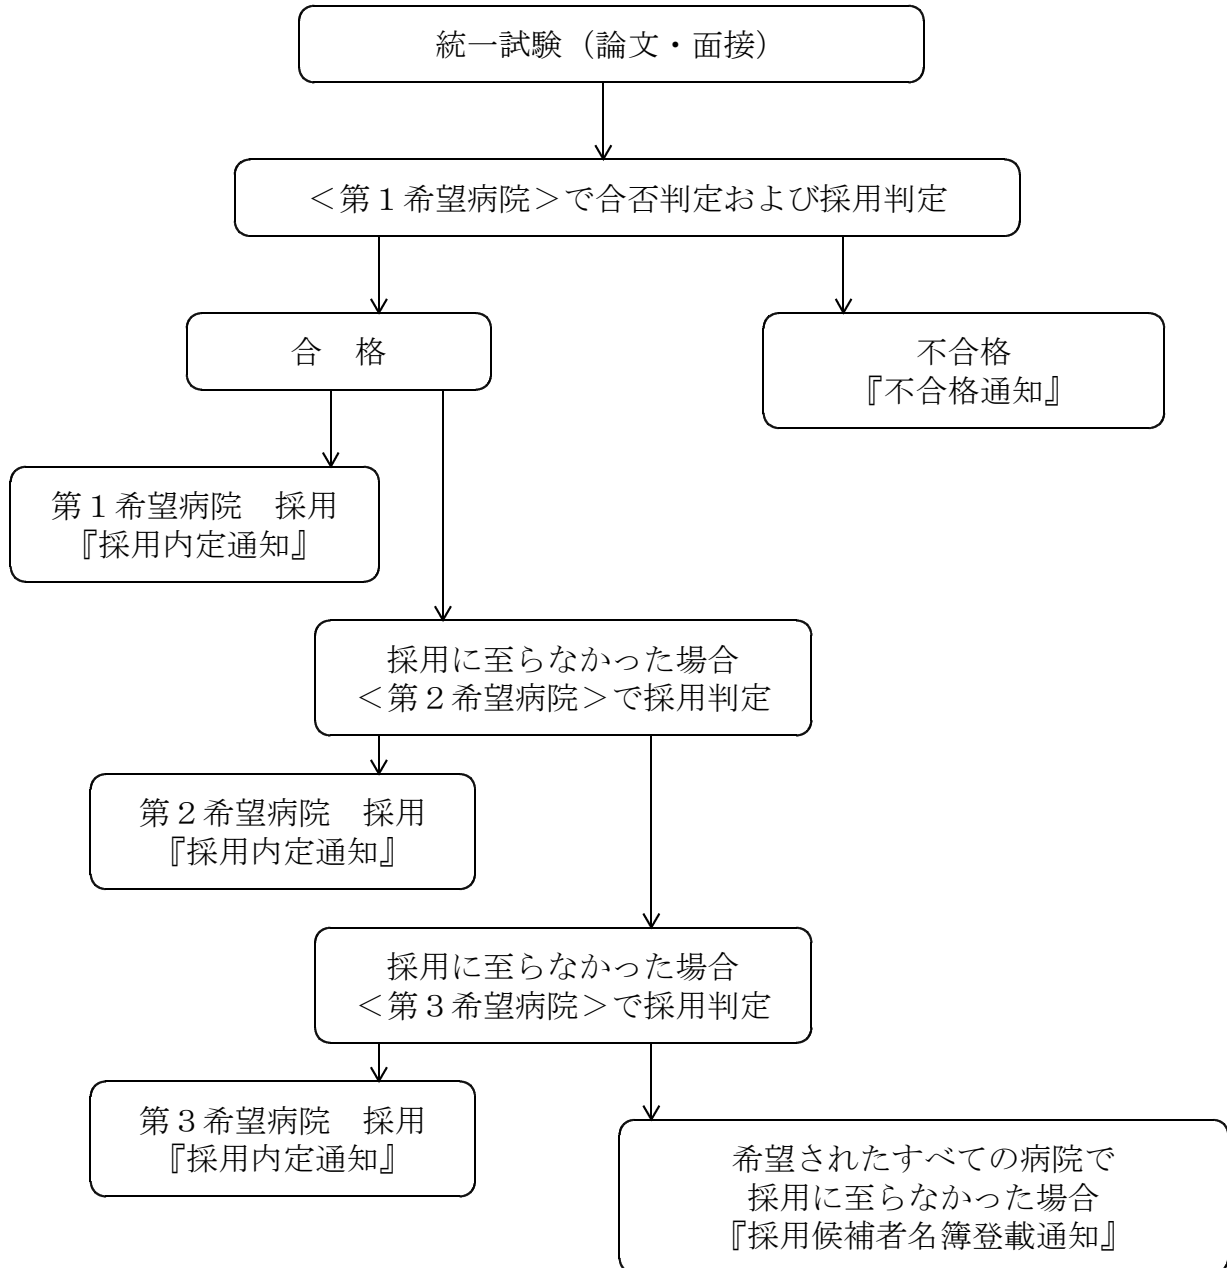 統一試験（論文・面接）
＜第１希望病院＞で合否判定および採用判定
合　格
不合格
『不合格通知』
第１希望病院　採用
『採用内定通知』
採用に至らなかった場合
＜第２希望病院＞で採用判定
第２希望病院　採用
『採用内定通知』
採用に至らなかった場合
＜第３希望病院＞で採用判定
第３希望病院　採用
『採用内定通知』
希望されたすべての病院で
採用に至らなかった場合
『採用候補者名簿登載通知』